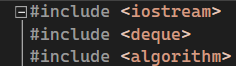 #include <iostream>
#include <deque>
#include <algorithm>